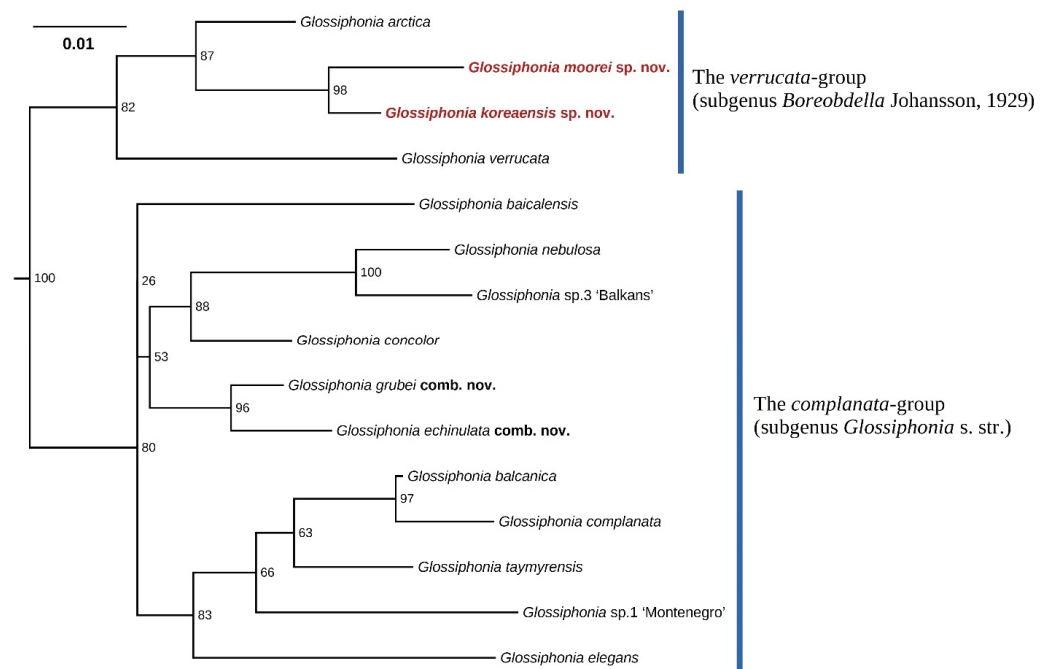 Glossiphonia arctica
0.01
87
Glossiphonia moorei sp. nov.
The verrucata-group
(subgenus Boreobdella Johansson, 1929)
98
82
Glossiphonia koreaensis sp. nov.
Glossiphonia verrucata
Glossiphonia baicalensis
Glossiphonia nebulosa
100
100
26
Glossiphonia sp.3 ‘Balkans’
88
Glossiphonia concolor
53
Glossiphonia grubei comb. nov.
96
The complanata-group
(subgenus Glossiphonia s. str.)
Glossiphonia echinulata comb. nov.
80
Glossiphonia balcanica
97
Glossiphonia complanata
63
Glossiphonia taymyrensis
66
Glossiphonia sp.1 ‘Montenegro’
83
Glossiphonia elegans